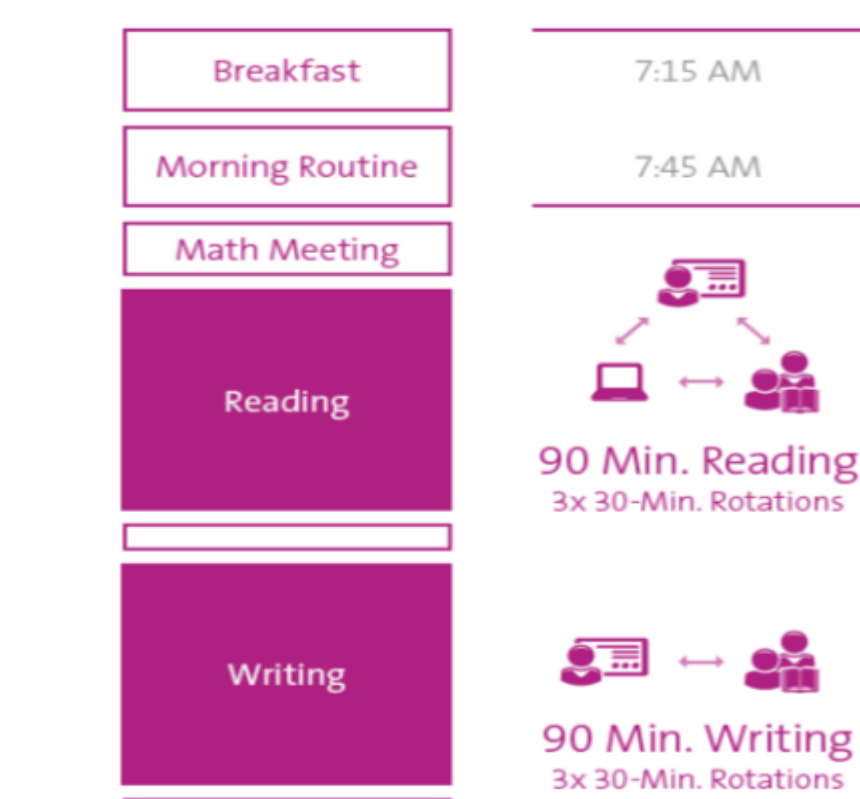 Breakfast
7:15 AM
Morning Routine
7:45 AM
Math Meeting
Reading
90 Min. Reading
3x 30-Min. Rotations
Writing
90 Min. Writing
3x 30-Min. Rotations